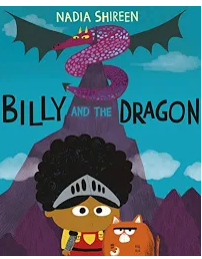 NADIA SHIREEN
BILLY AND THE DRAGON